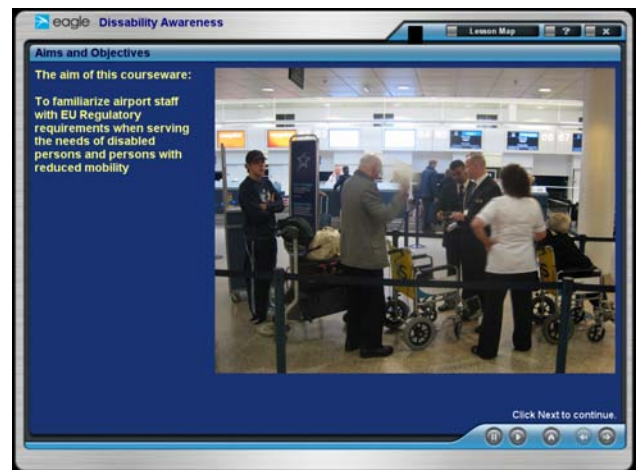 eagle Dissability Awareness
Lesson Map ? X
Aims and Objectives
The aim of this courseware:
To familiarize airport staff
with EU Regulatory
requirements when serving
the needs of disabled
persons and persons with
reduced mobility
Click Next to continue.